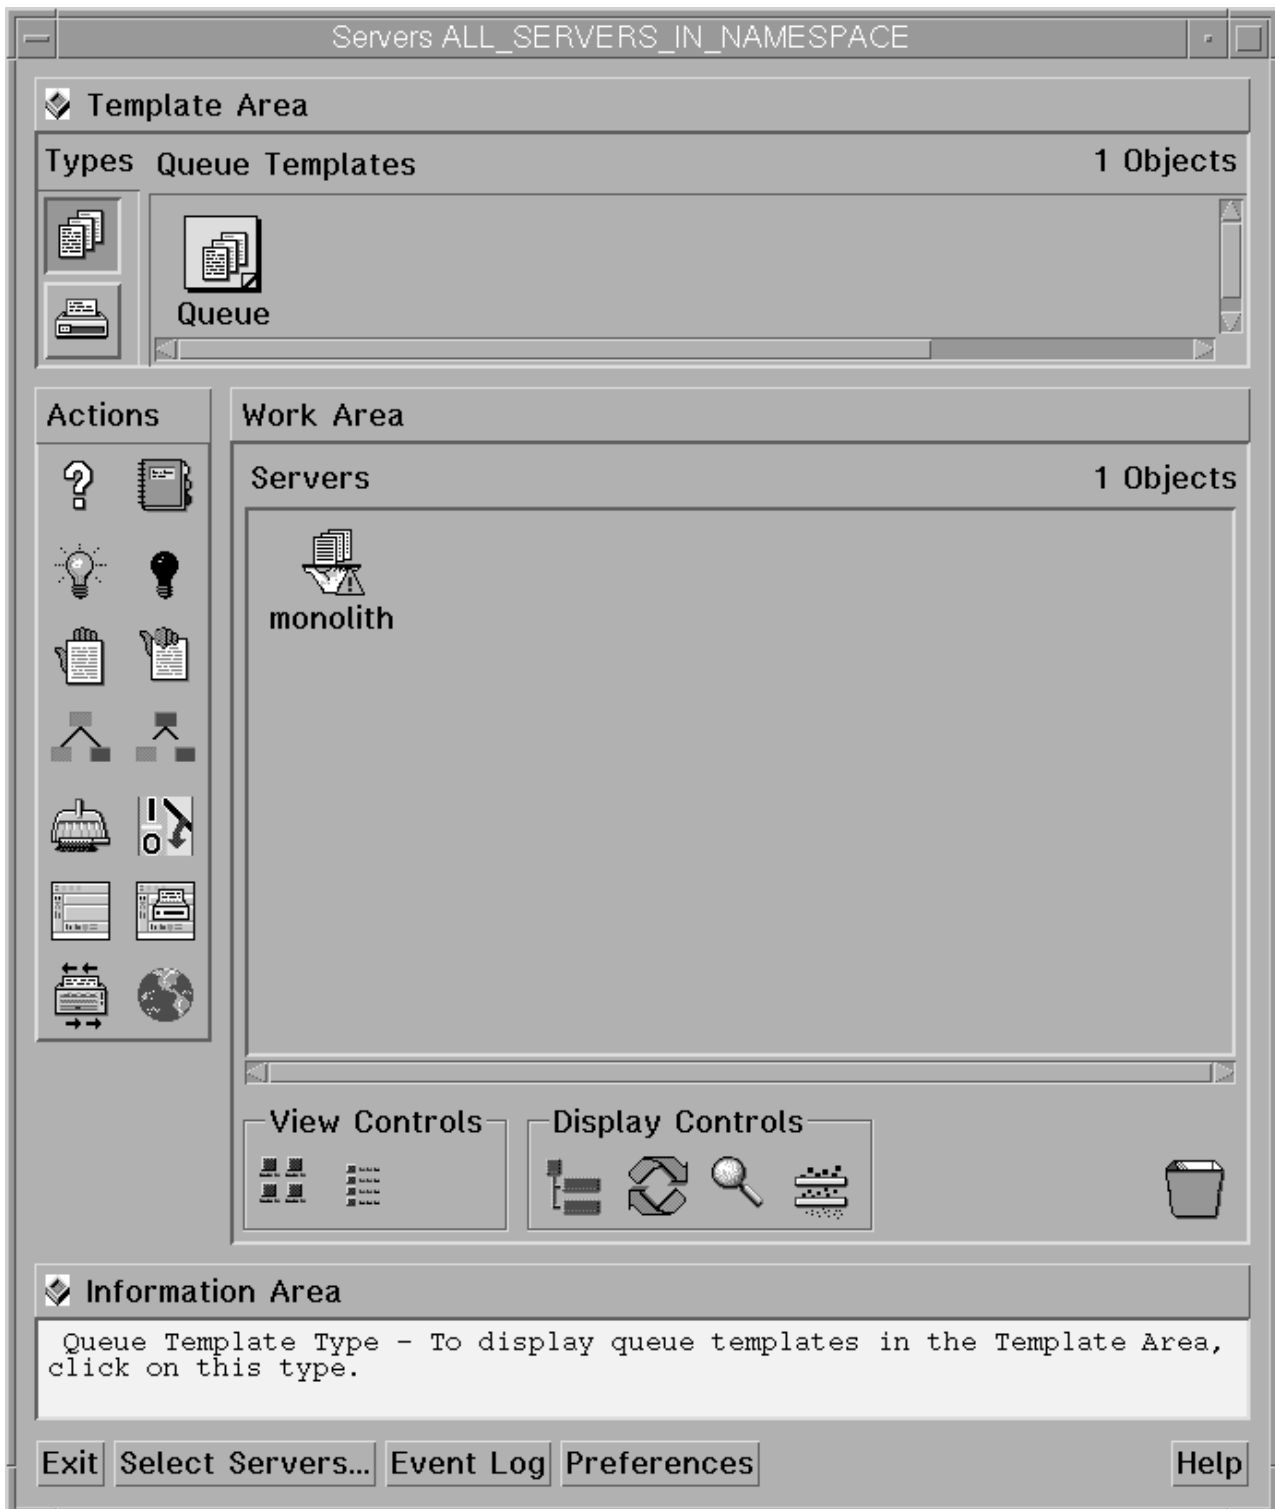 Servers ALL_SERVERS_IN_NAMESPACE
Template Area
Types
Queue Templates
1 Objects
Queue
Actions
Work Area
Servers
1 Objects
monolith
View Controls
Display Controls
Information Area
Queue Template Type - To display queue templates in the Template Area,
click on this type.
Exit
Select Servers...
Event Log
Preferences
Help